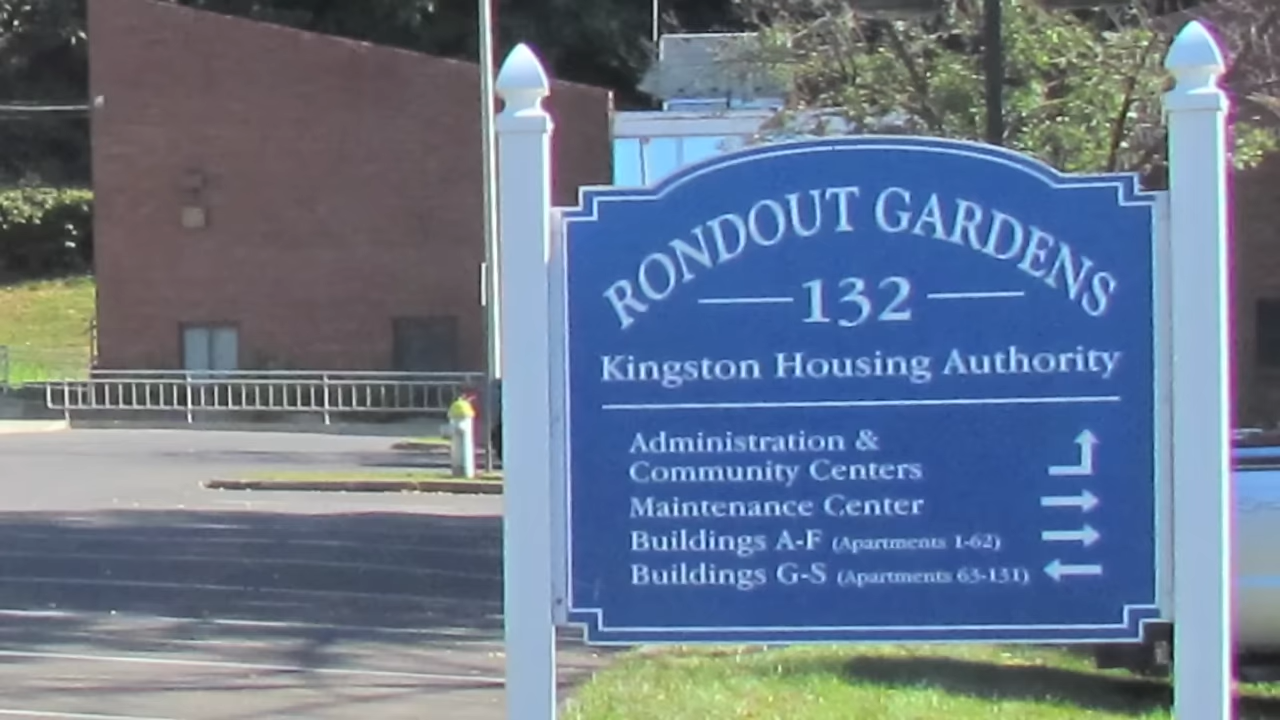 RONDOUT GARDENS
132
Kingston Housing Authority
Administration &
Community Centers
Maintenance Center
Buildings A-F (Apartments 1-62)
Buildings G-S (Apartments 63-131)